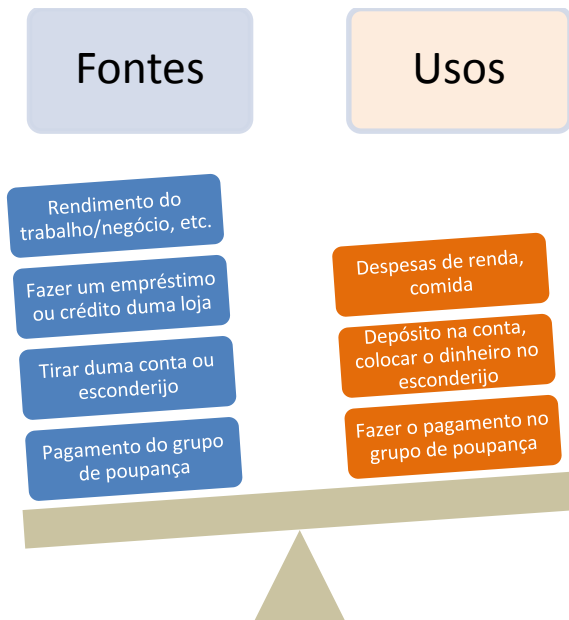 Fontes
Usos
Rendimento do
trabalho/negócio, etc.
Fazer um empréstimo
ou crédito duma loja
Tirar duma conta ou
esconderijo
Pagamento do grupo
de poupança
Despesas de renda,
comida
Depósito na conta,
colocar o dinheiro no
esconderijo
Fazer o pagamento no
grupo de poupança